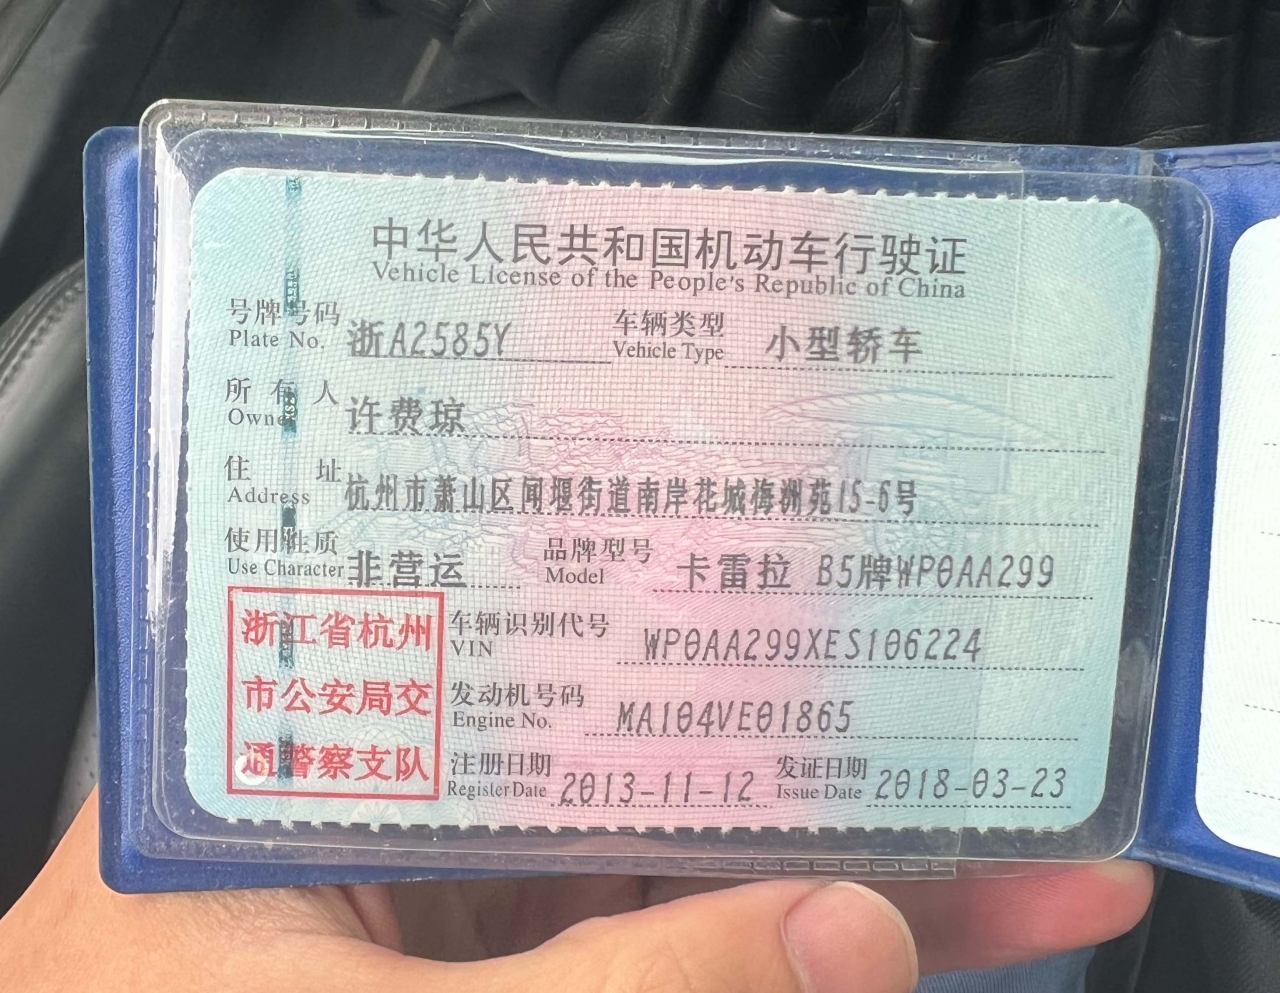 中华人民共和国机动车行驶证
Vehicle License of the People's Republic of China
号牌号码 浙A2585Y 车辆类型 小型轿车
Plate No. Vehicle Type
所有人 许费琼
Owner
住址 杭州市萧山区闻堰街道南岸花城梅洲苑15-6号
Address
使用性质 非营运 品牌型号 卡雷拉 B5牌WP0AA299
Use Character Model
浙江省杭州
市公安局交
通警察支队
车辆识别代号 WP0AA299XES106224
VIN
发动机号码 MA104VE01865
Engine No.
注册日期 2013-11-12 发证日期 2018-03-23
Register Date Issue Date